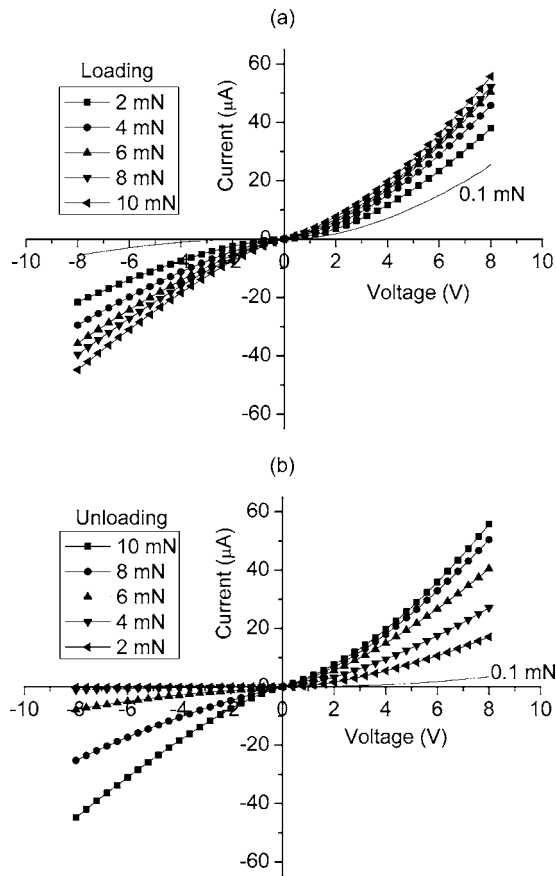 (a)
Loading
2 mN
4 mN
6 mN
8 mN
10 mN
Current (μA)
60
40
20
0
-20
-40
-60
-10
-8
-6
-4
-2
0
2
4
6
8
10
Voltage (V)
0.1 mN
(b)
Unloading
10 mN
8 mN
6 mN
4 mN
2 mN
Current (μA)
60
40
20
0
-20
-40
-60
-10
-8
-6
-4
-2
0
2
4
6
8
10
Voltage (V)
0.1 mN